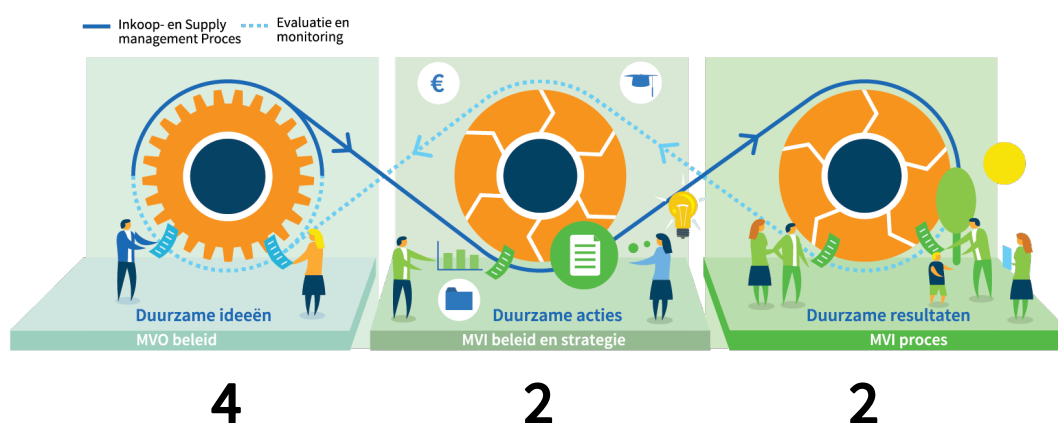 Inkoop- en Supply
management Proces
Evaluatie en
monitoring
€
Duurzame ideeën
Duurzame acties
Duurzame resultaten
MVO beleid
MVI beleid en strategie
MVI proces
4
2
2